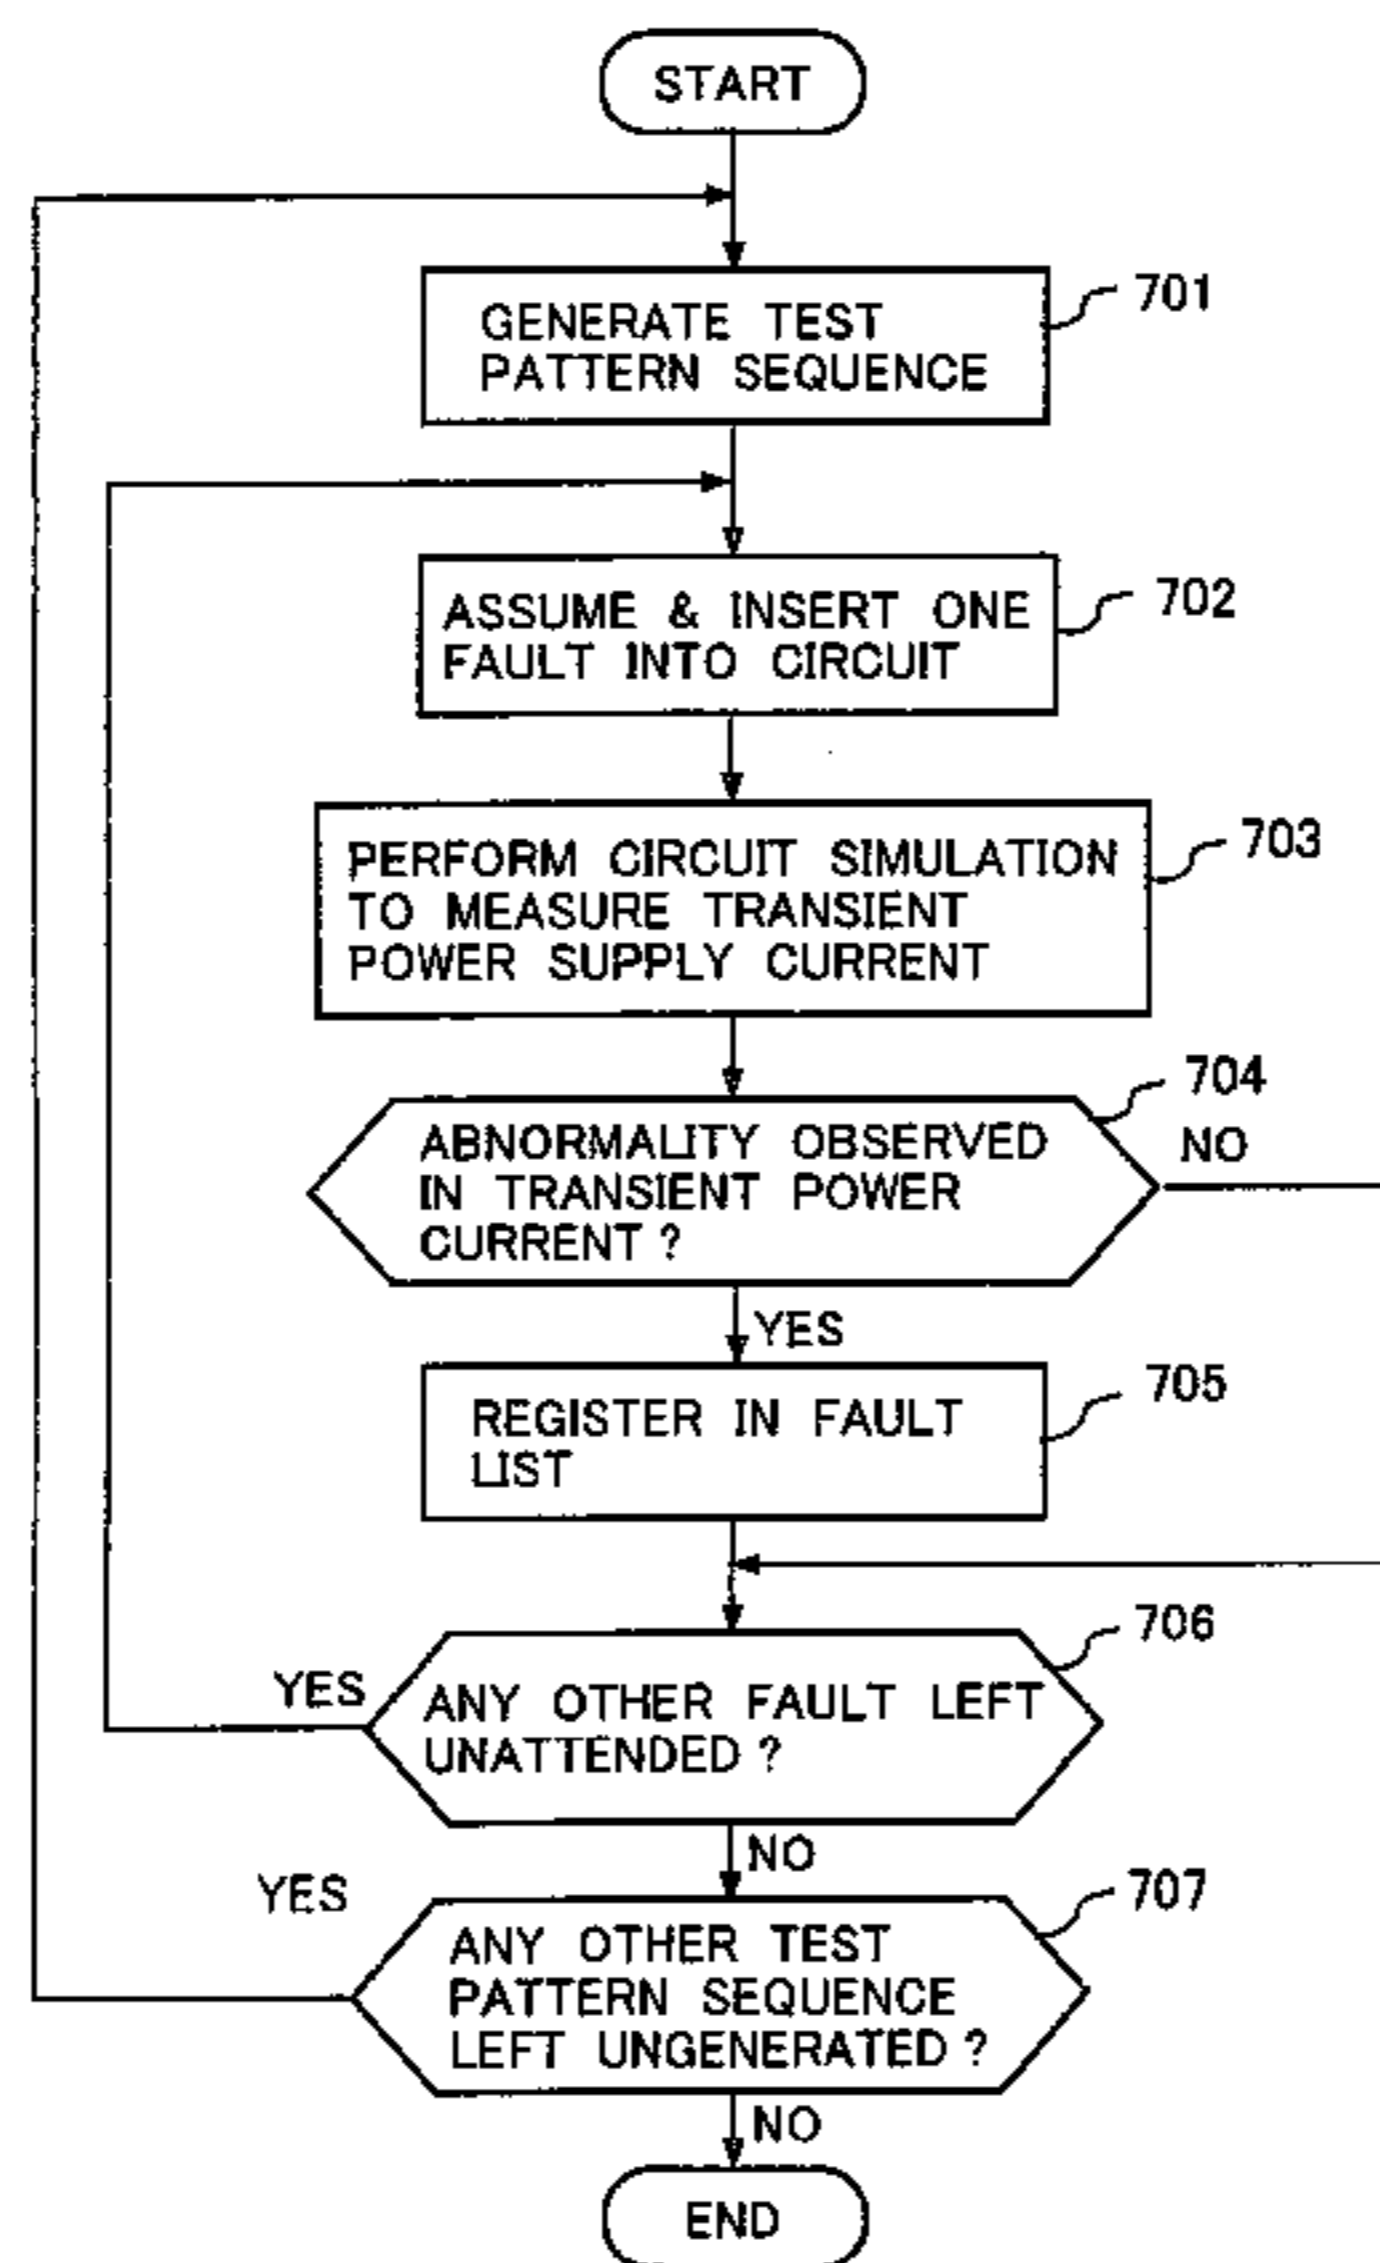 START
701
GENERATE TEST
PATTERN SEQUENCE
702
ASSUME & INSERT ONE
FAULT INTO CIRCUIT
703
PERFORM CIRCUIT SIMULATION
TO MEASURE TRANSIENT
POWER SUPPLY CURRENT
704
NO
ABNORMALITY OBSERVED
IN TRANSIENT POWER
CURRENT ?
YES
705
REGISTER IN FAULT
LIST
706
YES
ANY OTHER FAULT LEFT
UNATTENDED ?
NO
707
YES
ANY OTHER TEST
PATTERN SEQUENCE
LEFT UNGENERATED ?
NO
END